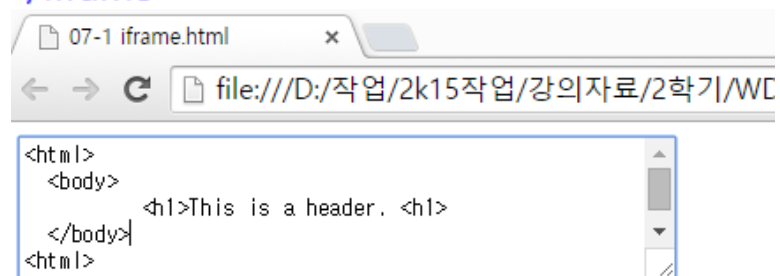 07-1 iframe.html
file:///D:/작업/2k15작업/강의자료/2학기/WD
<html>
<body>
<h1>This is a header. <h1>
</body>
<html>